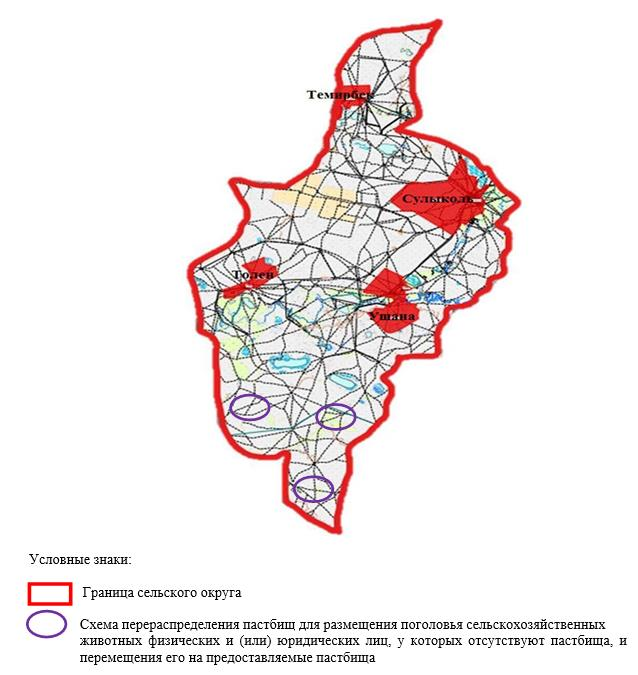 Темирбек
Сулыколь
Толен
Ушана
Условные знаки:
Граница сельского округа
Схема перераспределения пастбищ для размещения поголовья сельскохозяйственных
животных физических и (или) юридических лиц, у которых отсутствуют пастбища, и
перемещения его на предоставляемые пастбища